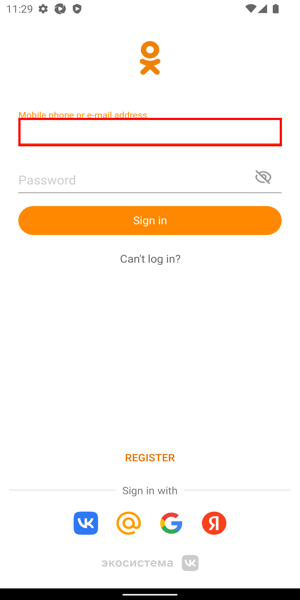 11:29
Mobile phone or e-mail address
Password
Sign in
Can't log in?
REGISTER
Sign in with
экосистема